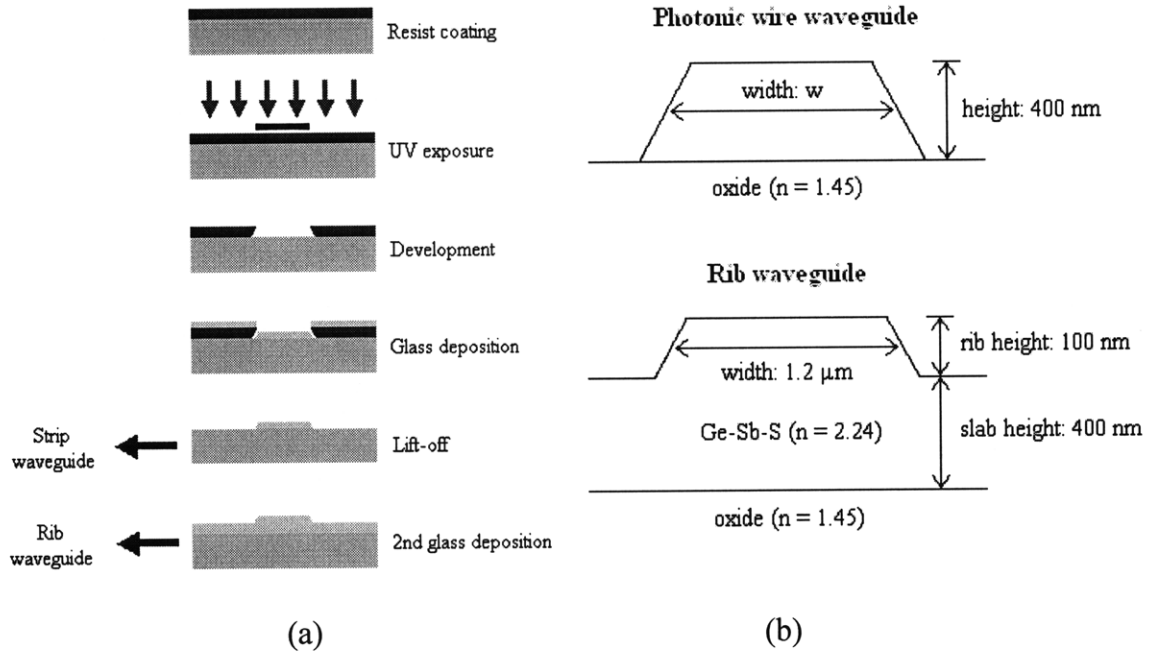 Resist coating
UV exposure
Development
Glass deposition
Strip
waveguide
Lift-off
Rib
waveguide
2nd glass deposition
(a)
Photonic wire waveguide
width: w
height: 400 nm
oxide (n = 1.45)
Rib waveguide
rib height: 100 nm
width: 1.2 μm
Ge-Sb-S (n = 2.24)
slab height: 400 nm
oxide (n = 1.45)
(b)